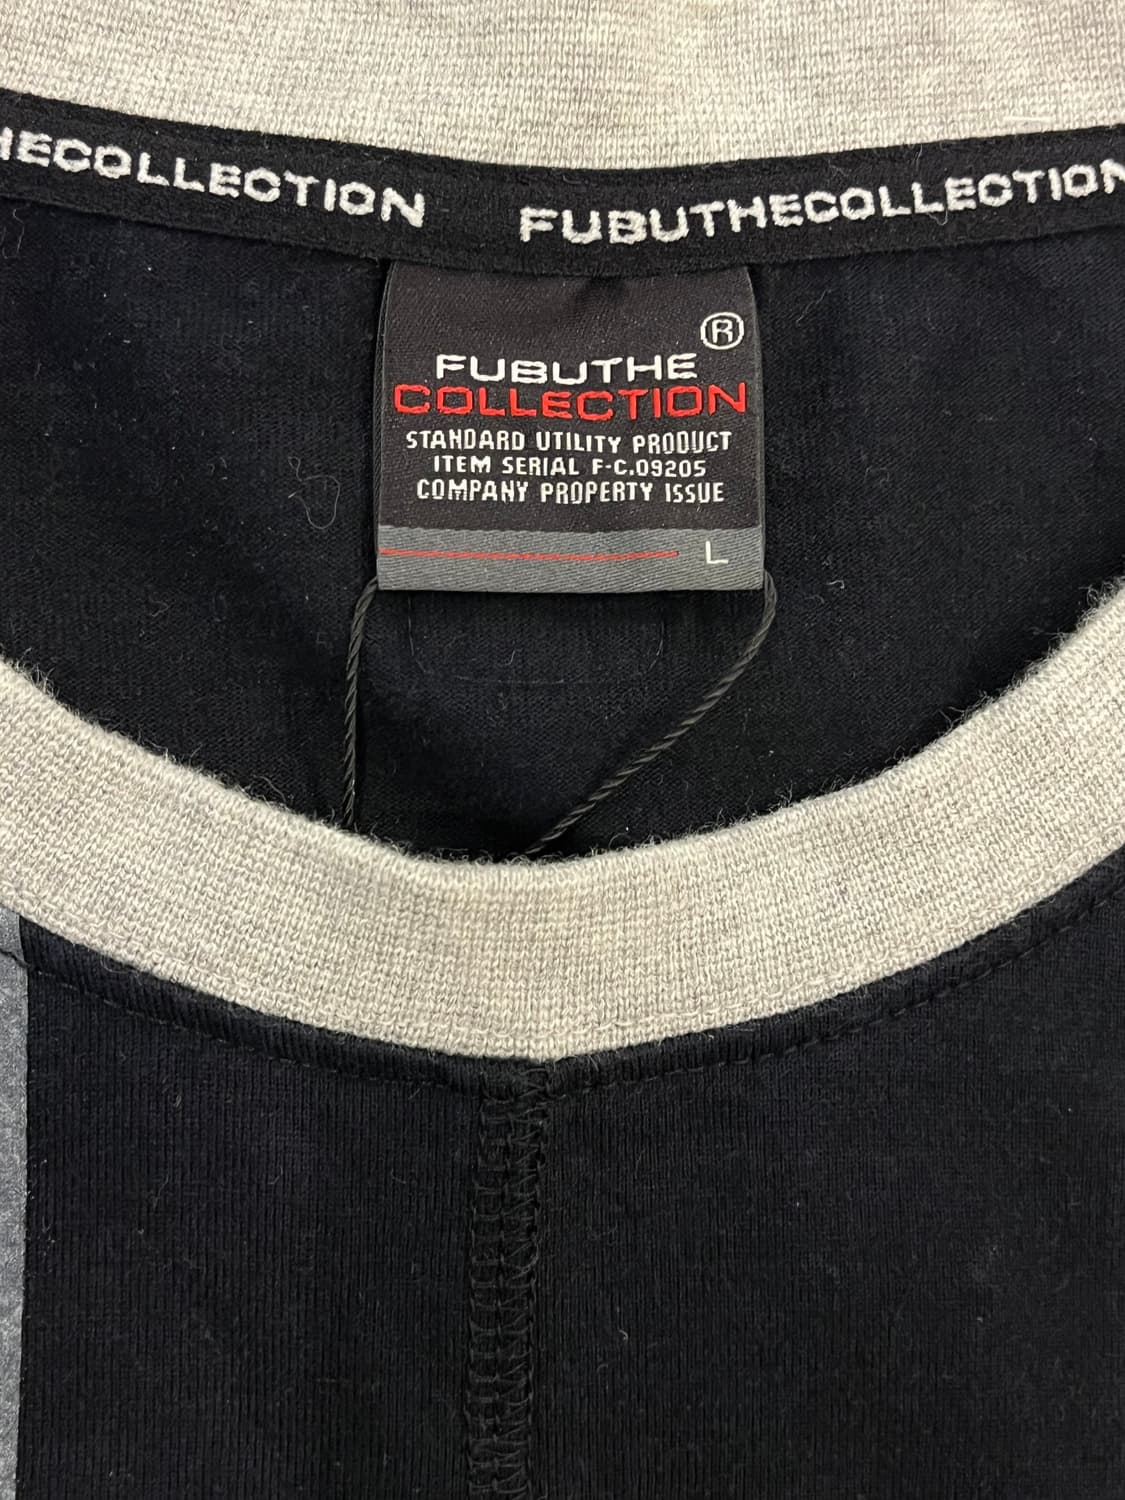 HECOLLECTION FUBUTHECOLLECTION
®
FUBUTHE
COLLECTION
STANDARD UTILITY PRODUCT
ITEM SERIAL F-C.09205
COMPANY PROPERTY ISSUE
L